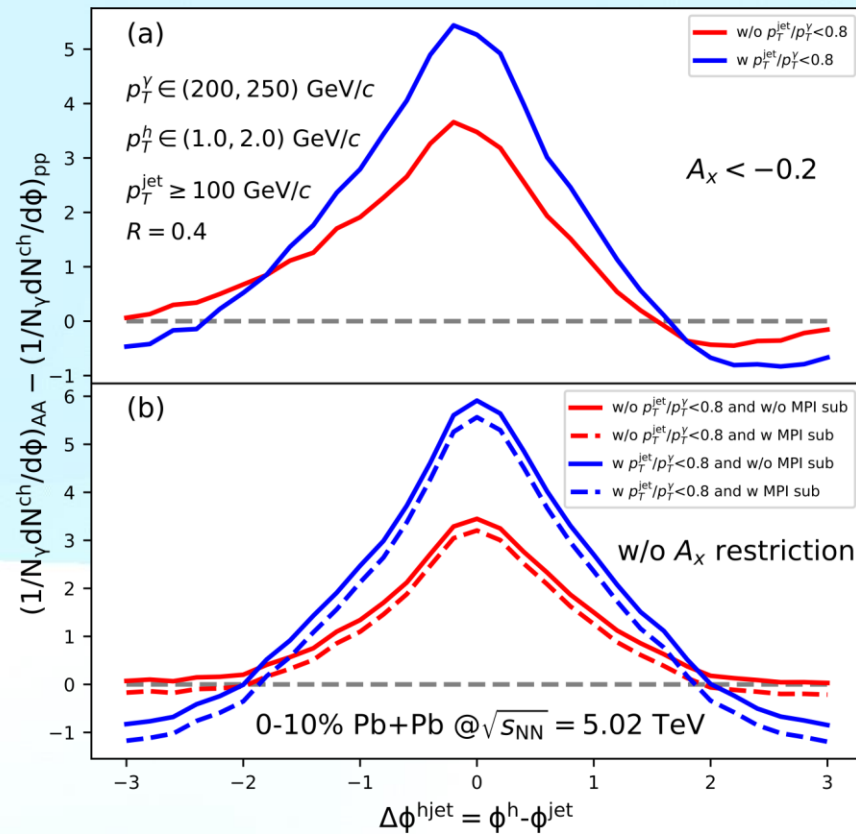 (1/N_γ dN^ch/dϕ)_AA − (1/N_γ dN^ch/dϕ)_pp
(a)
w/o p_T^jet/p_T^γ<0.8
w p_T^jet/p_T^γ<0.8
p_T^γ ∈ (200, 250) GeV/c
p_T^h ∈ (1.0, 2.0) GeV/c
p_T^jet ≥ 100 GeV/c
R = 0.4
A_x < −0.2
5
4
3
2
1
0
−1
(b)
w/o p_T^jet/p_T^γ<0.8 and w/o MPI sub
w/o p_T^jet/p_T^γ<0.8 and w MPI sub
w p_T^jet/p_T^γ<0.8 and w/o MPI sub
w p_T^jet/p_T^γ<0.8 and w MPI sub
w/o A_x restriction
0-10% Pb+Pb @√s_NN = 5.02 TeV
6
5
4
3
2
1
0
−1
−3 −2 −1 0 1 2 3
Δϕ^hjet = ϕ^h-ϕ^jet